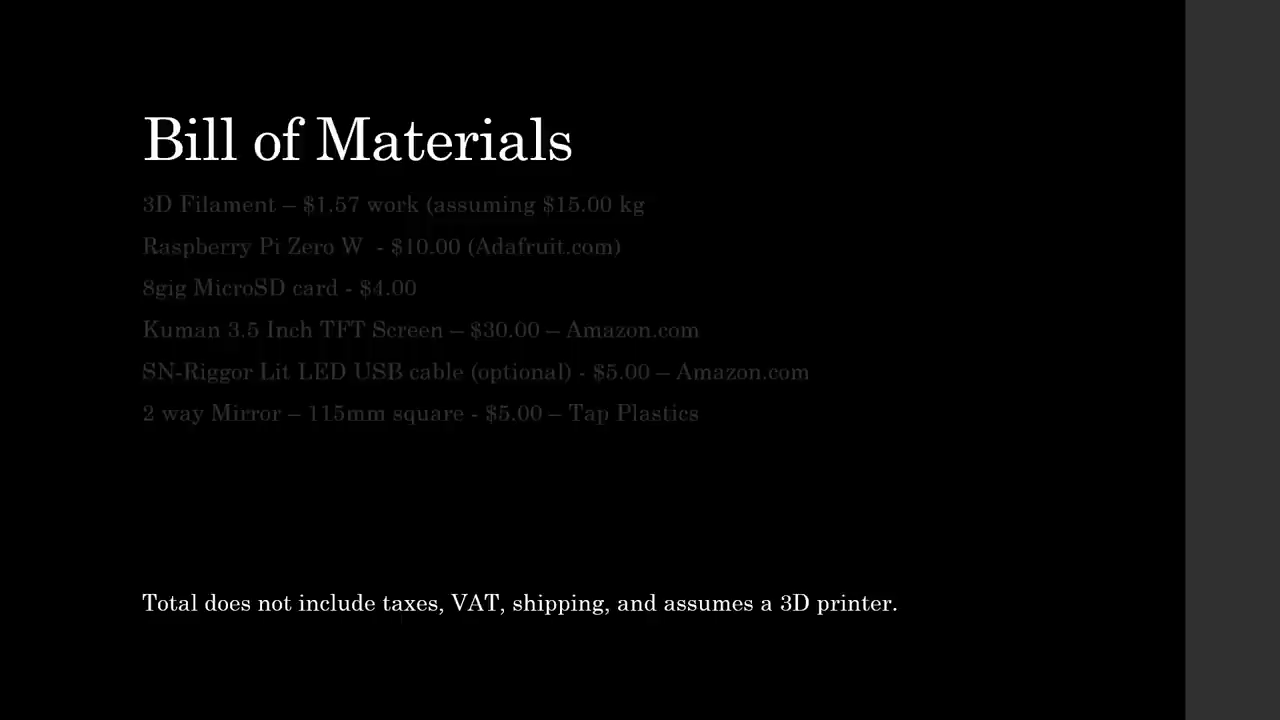 Bill of Materials
3D Filament – $1.57 work (assuming $15.00 kg
Raspberry Pi Zero W - $10.00 (Adafruit.com)
8gig MicroSD card - $4.00
Kuman 3.5 Inch TFT Screen – $30.00 – Amazon.com
SN-Riggor Lit LED USB cable (optional) - $5.00 – Amazon.com
2 way Mirror – 115mm square - $5.00 – Tap Plastics
Total does not include taxes, VAT, shipping, and assumes a 3D printer.